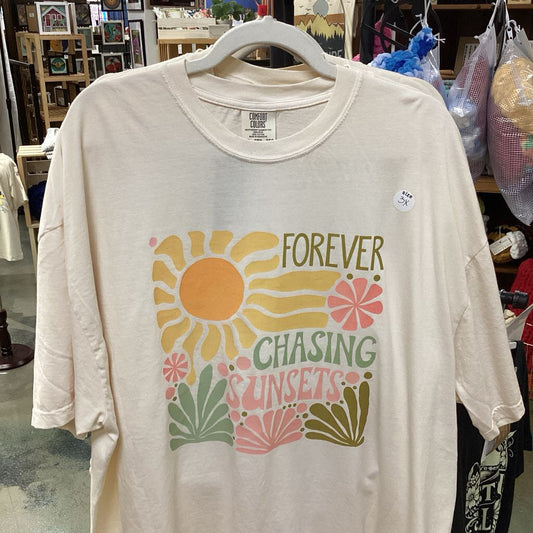 COMFORT
COLORS
size
3X
FOREVER
CHASING
SUNSETS